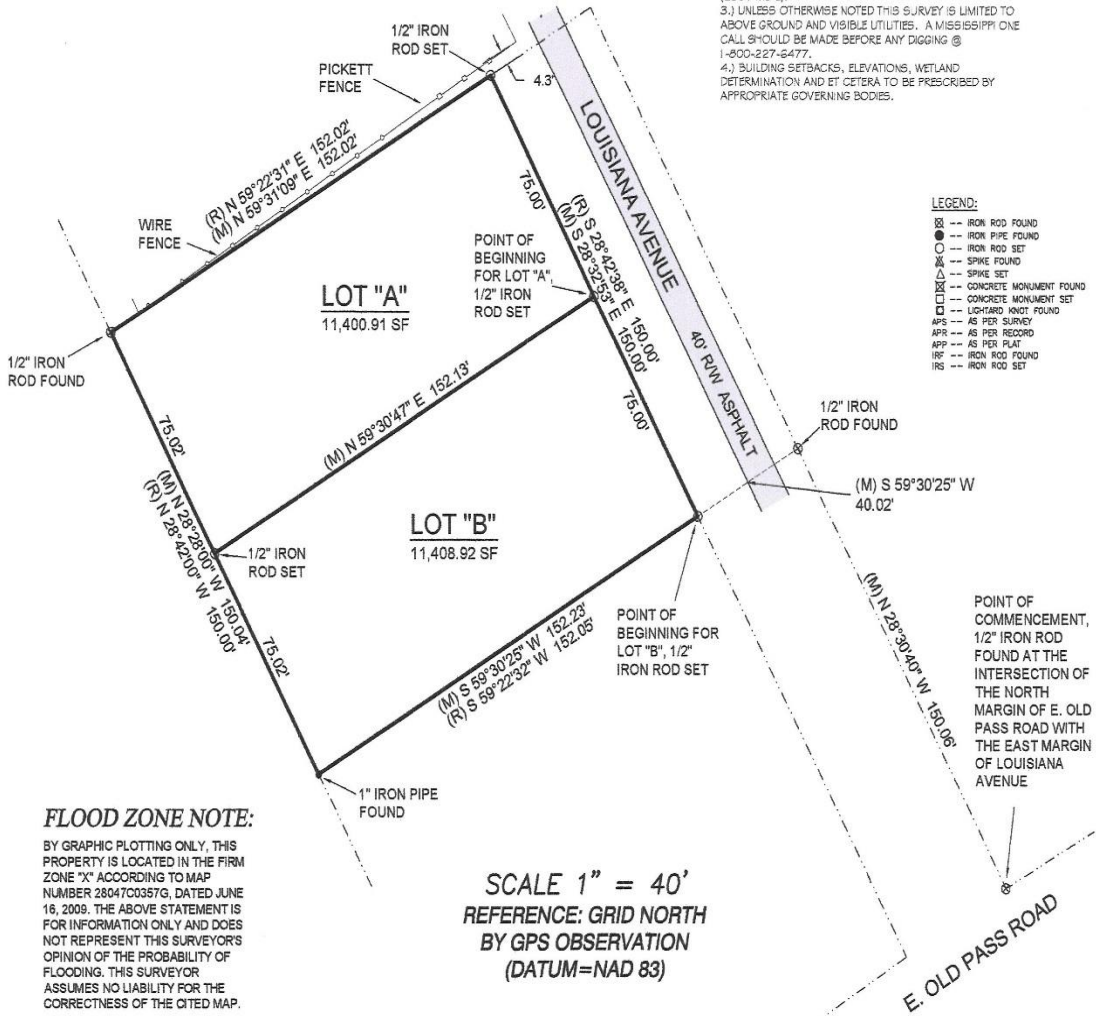 3.) UNLESS OTHERWISE NOTED THIS SURVEY IS LIMITED TO
ABOVE GROUND AND VISIBLE UTILITIES. A MISSISSIPPI ONE
CALL SHOULD BE MADE BEFORE ANY DIGGING @
1-800-227-6477.
4.) BUILDING SETBACKS, ELEVATIONS, WETLAND
DETERMINATION AND ET CETERA TO BE PRESCRIBED BY
APPROPRIATE GOVERNING BODIES.
1/2" IRON
ROD SET
PICKETT
FENCE
4.3'
LOUISIANA AVENUE
40' R/W ASPHALT
(R) N 59°22'31" E 152.02'
(M) N 59°31'09" E 152.02'
WIRE
FENCE
75.00'
(R) S 28°42'38" E 150.00'
(M) S 28°32'53" E 150.00'
75.00'
POINT OF
BEGINNING
FOR LOT "A",
1/2" IRON
ROD SET
LOT "A"
11,400.91 SF
1/2" IRON
ROD FOUND
LEGEND:
-- IRON ROD FOUND
-- IRON PIPE FOUND
-- IRON ROD SET
-- SPIKE FOUND
-- SPIKE SET
-- CONCRETE MONUMENT FOUND
-- CONCRETE MONUMENT SET
-- LIGHTARD KNOT FOUND
APS -- AS PER SURVEY
APR -- AS PER RECORD
APP -- AS PER PLAT
IRF -- IRON ROD FOUND
IRS -- IRON ROD SET
(M) N 59°30'47" E 152.13'
75.02'
(M) N 28°28'00" W 150.04'
(R) N 28°42'00" W 150.00'
75.02'
1/2" IRON
ROD FOUND
(M) S 59°30'25" W
40.02'
LOT "B"
11,408.92 SF
1/2" IRON
ROD SET
(M) S 59°30'25" W 152.23'
(R) S 59°22'32" W 152.05'
POINT OF
BEGINNING FOR
LOT "B", 1/2"
IRON ROD SET
(M) N 28°30'40" W 150.06'
POINT OF
COMMENCEMENT,
1/2" IRON ROD
FOUND AT THE
INTERSECTION OF
THE NORTH
MARGIN OF E. OLD
PASS ROAD WITH
THE EAST MARGIN
OF LOUISIANA
AVENUE
1" IRON PIPE
FOUND
FLOOD ZONE NOTE:
BY GRAPHIC PLOTTING ONLY, THIS
PROPERTY IS LOCATED IN THE FIRM
ZONE "X" ACCORDING TO MAP
NUMBER 28047C0357G, DATED JUNE
16, 2009. THE ABOVE STATEMENT IS
FOR INFORMATION ONLY AND DOES
NOT REPRESENT THIS SURVEYOR'S
OPINION OF THE PROBABILITY OF
FLOODING. THIS SURVEYOR
ASSUMES NO LIABILITY FOR THE
CORRECTNESS OF THE CITED MAP.
SCALE 1" = 40'
REFERENCE: GRID NORTH
BY GPS OBSERVATION
(DATUM=NAD 83)
E. OLD PASS ROAD